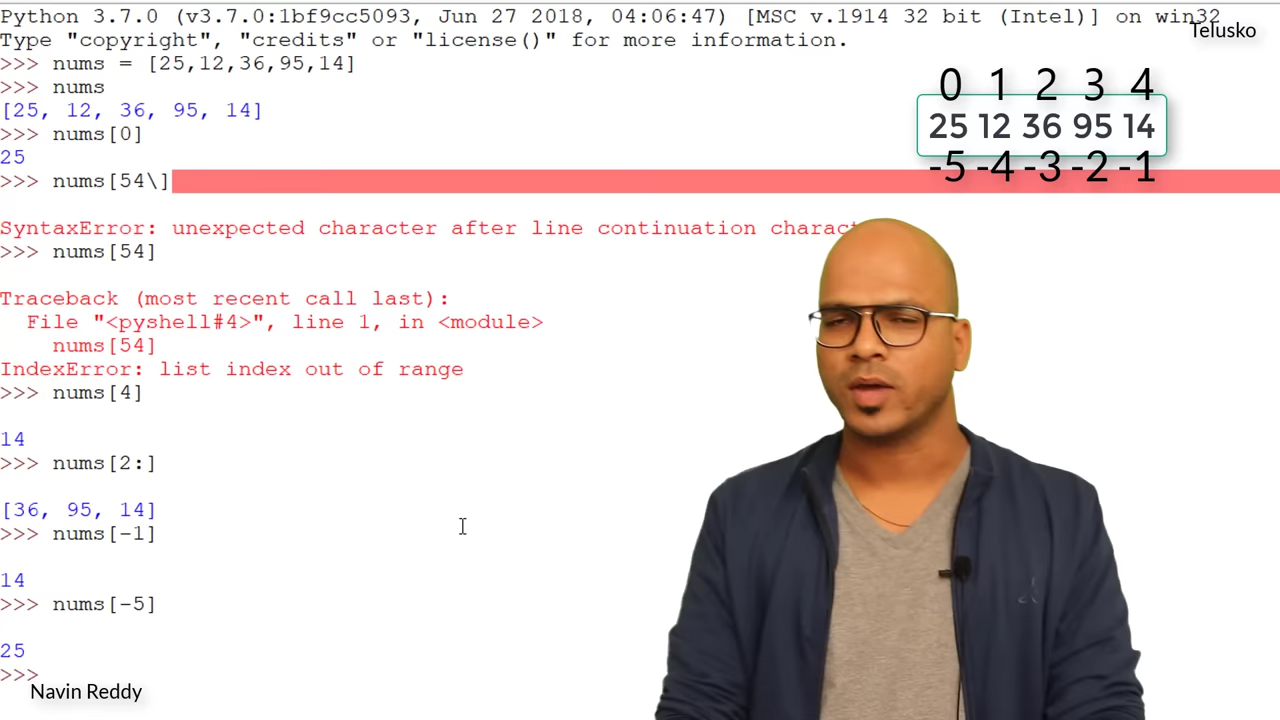 Python 3.7.0 (v3.7.0:1bf9cc5093, Jun 27 2018, 04:06:47) [MSC v.1914 32 bit (Intel)] on win32
Type "copyright", "credits" or "license()" for more information.
Telusko
>>> nums = [25,12,36,95,14]
>>> nums
[25, 12, 36, 95, 14]
>>> nums[0]
25
>>> nums[54\]
SyntaxError: unexpected character after line continuation
>>> nums[54]
Traceback (most recent call last):
  File "<pyshell#4>", line 1, in <module>
    nums[54]
IndexError: list index out of range
>>> nums[4]
14
>>> nums[2:]
[36, 95, 14]
>>> nums[-1]
14
>>> nums[-5]
25
>>>
0 1 2 3 4
25 12 36 95 14
-5 -4 -3 -2 -1
Navin Reddy